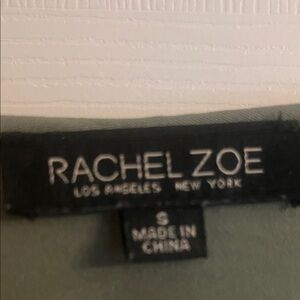 RACHEL ZOE
LOS ANGELES NEW YORK
S
MADE IN
CHINA